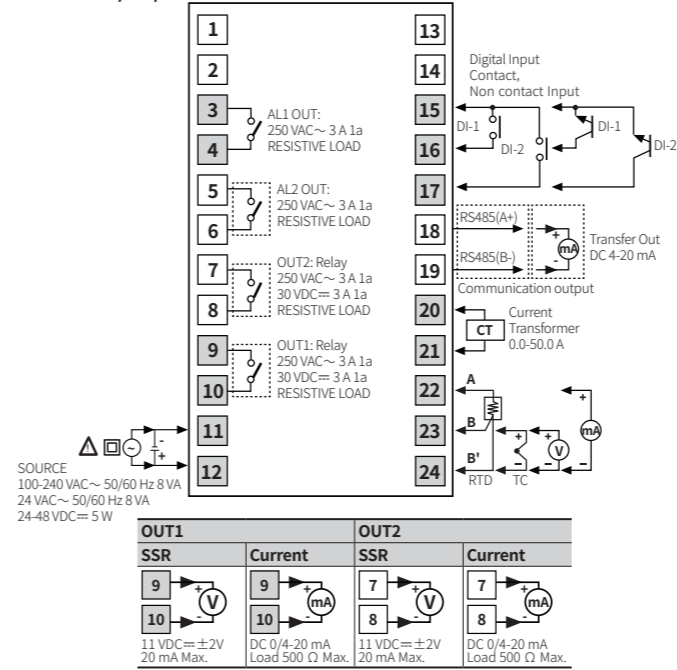 1
2
3
4
5
6
7
8
9
10
11
12
13
14
15
16
17
18
19
20
21
22
23
24
AL1 OUT:
250 VAC～ 3 A 1a
RESISTIVE LOAD
AL2 OUT:
250 VAC～ 3 A 1a
RESISTIVE LOAD
OUT2: Relay
250 VAC～ 3 A 1a
30 VDC⎓ 3 A 1a
RESISTIVE LOAD
OUT1: Relay
250 VAC～ 3 A 1a
30 VDC⎓ 3 A 1a
RESISTIVE LOAD
SOURCE
100-240 VAC～ 50/60 Hz 8 VA
24 VAC～ 50/60 Hz 8 VA
24-48 VDC⎓ 5 W
Digital Input
Contact,
Non contact Input
DI-1
DI-2
DI-1
DI-2
RS485(A+)
RS485(B-)
mA
Transfer Out
DC 4-20 mA
Communication output
CT
Current
Transformer
0.0-50.0 A
A
B
B'
RTD
TC
V
mA
OUT1 OUT2
SSR Current SSR Current
9 9 7 7
V mA V mA
10 10 8 8
11 VDC⎓±2V DC 0/4-20 mA 11 VDC⎓±2V DC 0/4-20 mA
20 mA Max. Load 500 Ω Max. 20 mA Max. Load 500 Ω Max.